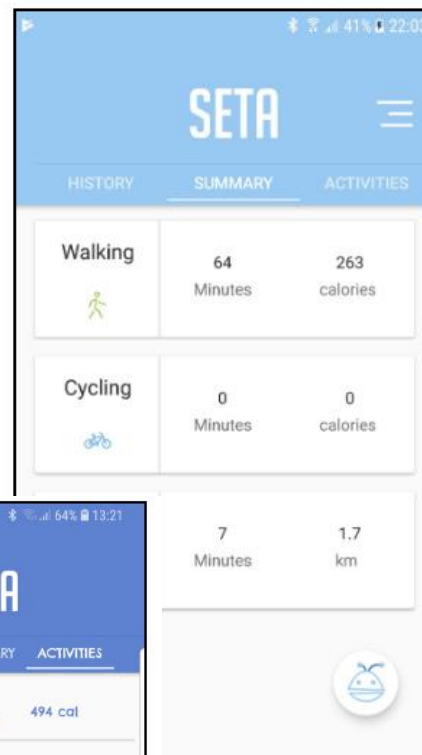 41% 22:03
SETA
HISTORY SUMMARY ACTIVITIES
Walking
64 263
Minutes calories
Cycling
0 0
Minutes calories
7 1.7
Minutes km
64% 13:21
A
RY ACTIVITIES
494 cal